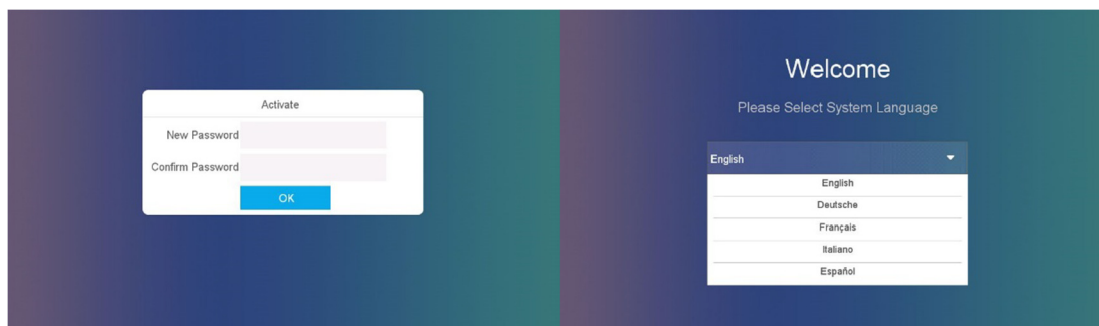 Activate
New Password
Confirm Password
OK
Welcome
Please Select System Language
English
English
Deutsche
Français
Italiano
Español